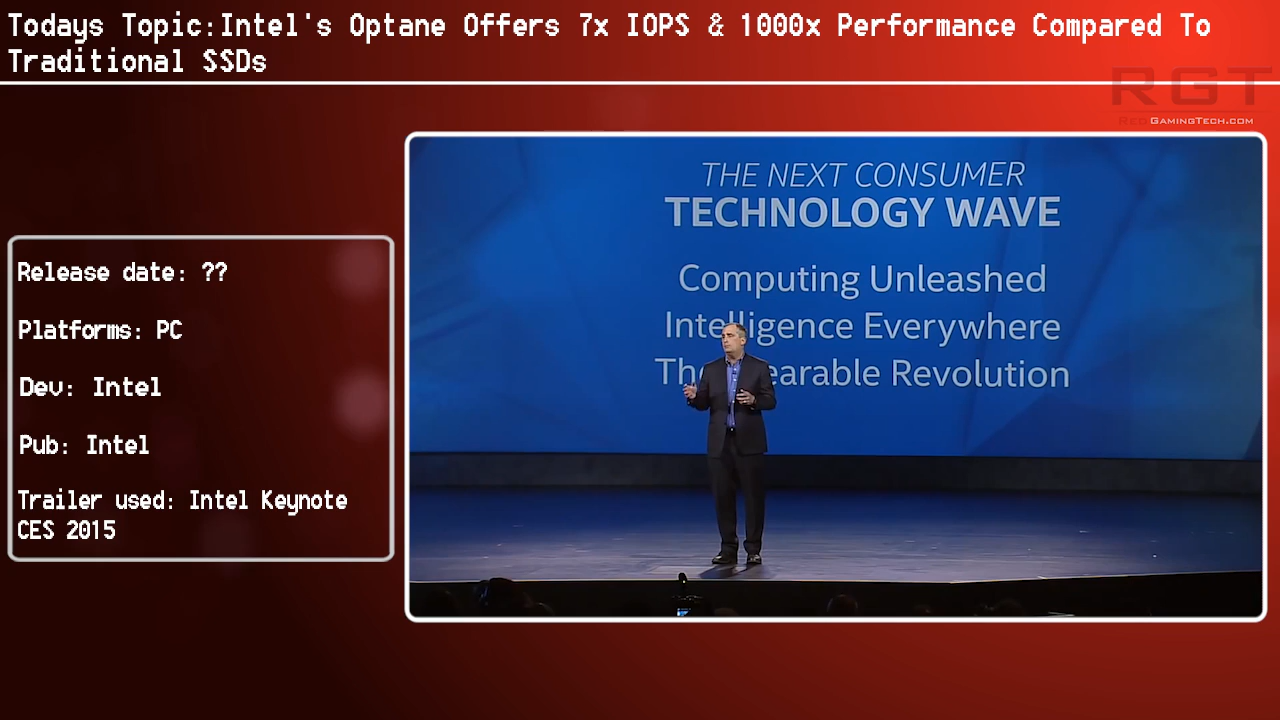 Todays Topic:Intel's Optane Offers 7x IOPS & 1000x Performance Compared To
Traditional SSDs
RGT
REDGAMINGTECH.COM
THE NEXT CONSUMER
TECHNOLOGY WAVE
Computing Unleashed
Intelligence Everywhere
The Wearable Revolution
Release date: ??
Platforms: PC
Dev: Intel
Pub: Intel
Trailer used: Intel Keynote
CES 2015